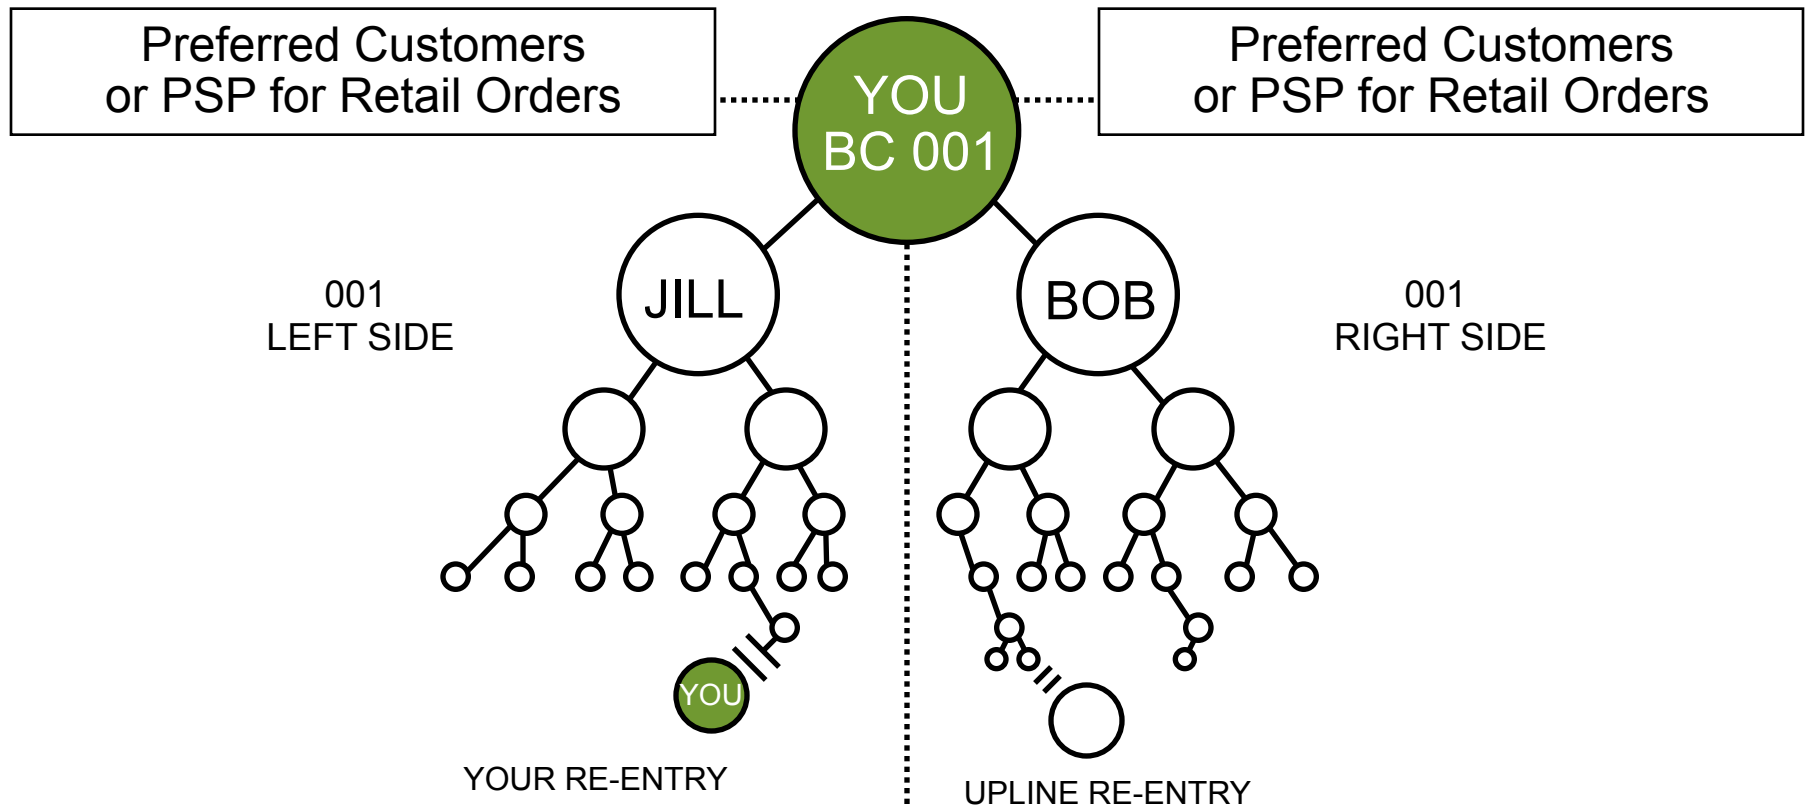 Preferred Customers
or PSP for Retail Orders
YOU
BC 001
Preferred Customers
or PSP for Retail Orders
001
LEFT SIDE
JILL
BOB
001
RIGHT SIDE
YOU
YOUR RE-ENTRY
UPLINE RE-ENTRY